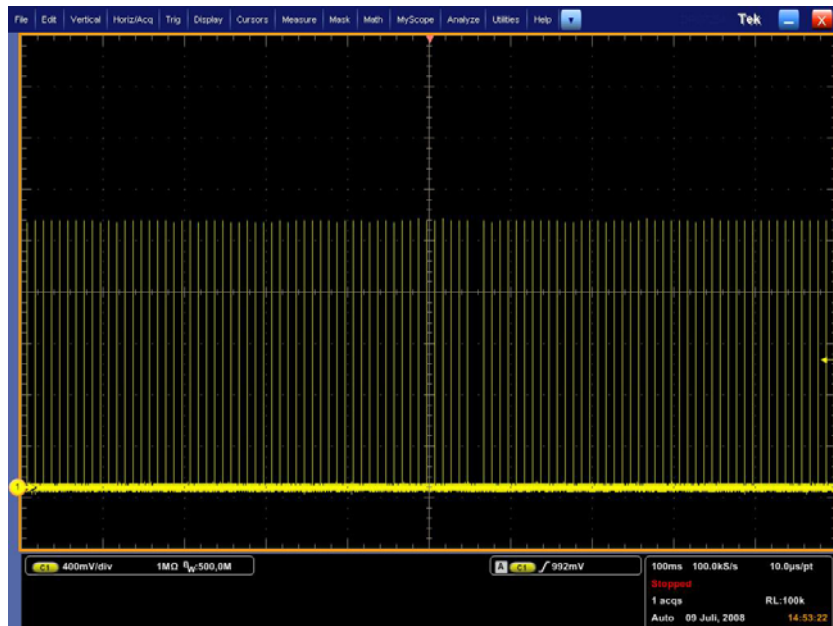 File Edit Vertical Horiz/Acq Trig Display Cursors Measure Mask Math MyScope Analyze Utilities Help Tek X
1
C1 400mV/div 1MΩ BW:500,0M
A C1 992mV
100ms 100.0kS/s 10.0µs/pt
Stopped
1 acqs RL:100k
Auto 09 Juli, 2008 14:53:22